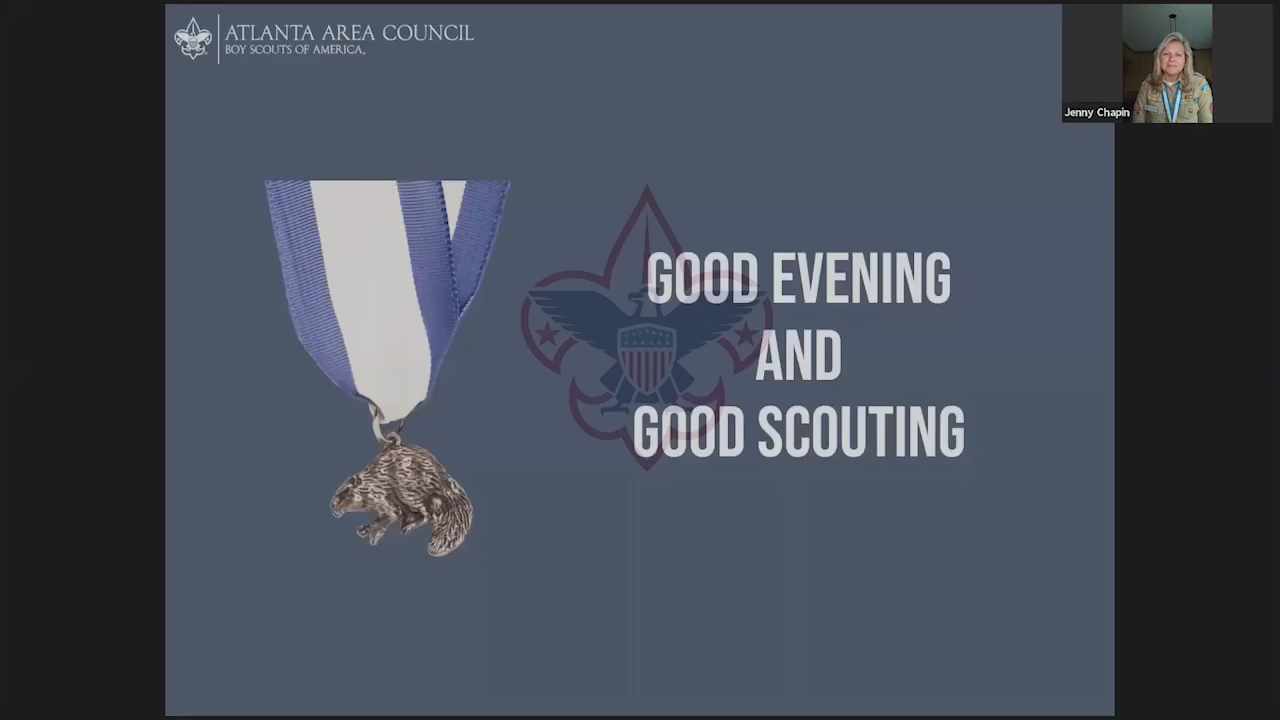 ATLANTA AREA COUNCIL
BOY SCOUTS OF AMERICA
Jenny Chapin
GOOD EVENING
AND
GOOD SCOUTING